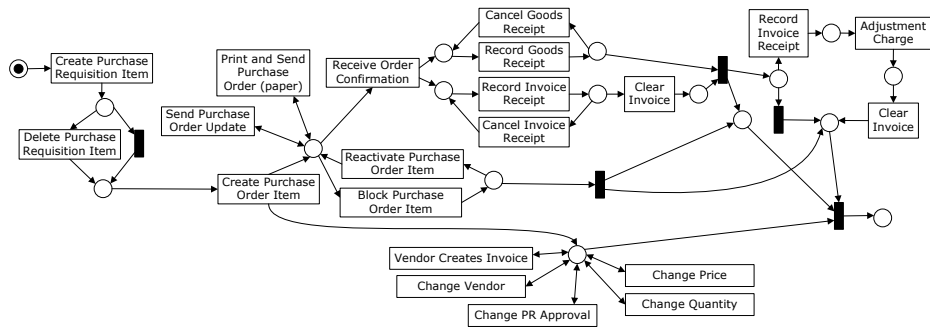 Create Purchase
Requisition Item
Delete Purchase
Requisition Item
Print and Send
Purchase
Order (paper)
Send Purchase
Order Update
Create Purchase
Order Item
Receive Order
Confirmation
Reactivate Purchase
Order Item
Block Purchase
Order Item
Cancel Goods
Receipt
Record Goods
Receipt
Record Invoice
Receipt
Cancel Invoice
Receipt
Clear
Invoice
Record
Invoice
Receipt
Adjustment
Charge
Clear
Invoice
Vendor Creates Invoice
Change Vendor
Change PR Approval
Change Price
Change Quantity